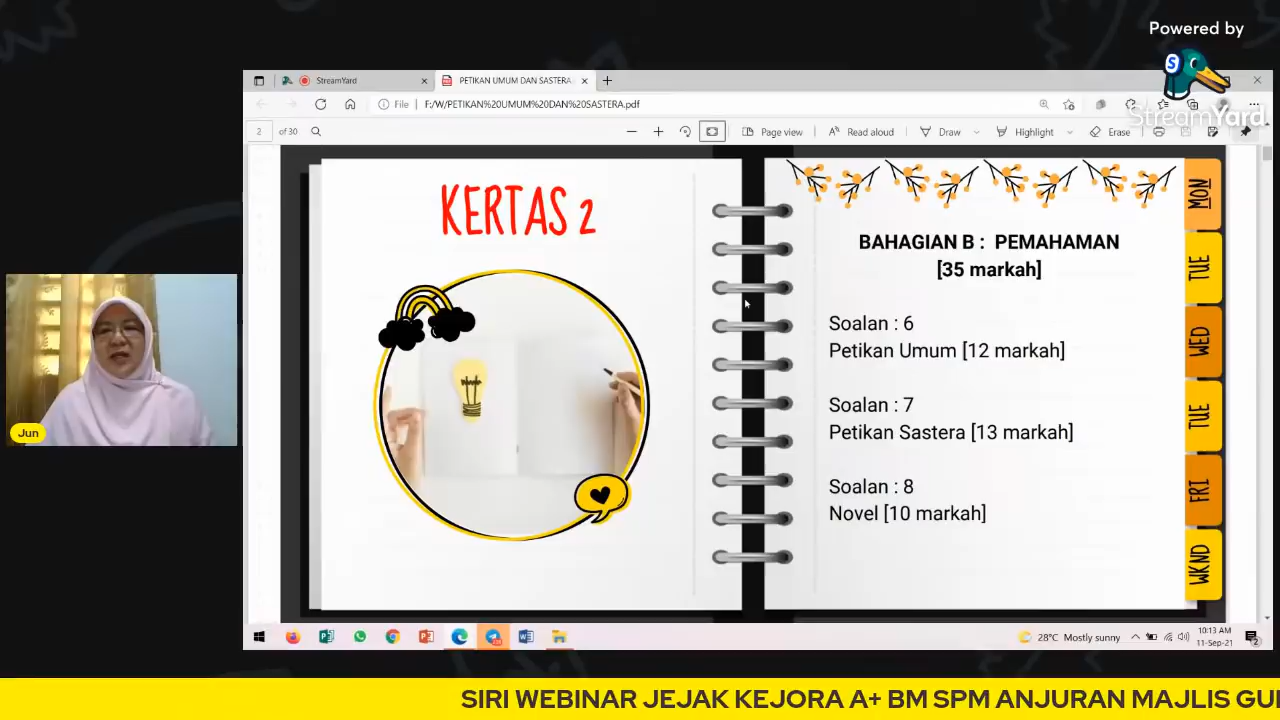 Powered by
StreamYard
StreamYard
PETIKAN UMUM DAN SASTERA
File
F:/W/PETIKAN%20UMUM%20DAN%20SASTERA.pdf
2 of 30
Page view
Read aloud
Draw
Highlight
Erase
KERTAS 2
BAHAGIAN B : PEMAHAMAN
[35 markah]
Soalan : 6
Petikan Umum [12 markah]
Soalan : 7
Petikan Sastera [13 markah]
Soalan : 8
Novel [10 markah]
MON
TUE
WED
TUE
FRI
WKND
Jun
28°C Mostly sunny
10:13 AM
11-Sep-21
SIRI WEBINAR JEJAK KEJORA A+ BM SPM ANJURAN MAJLIS GU